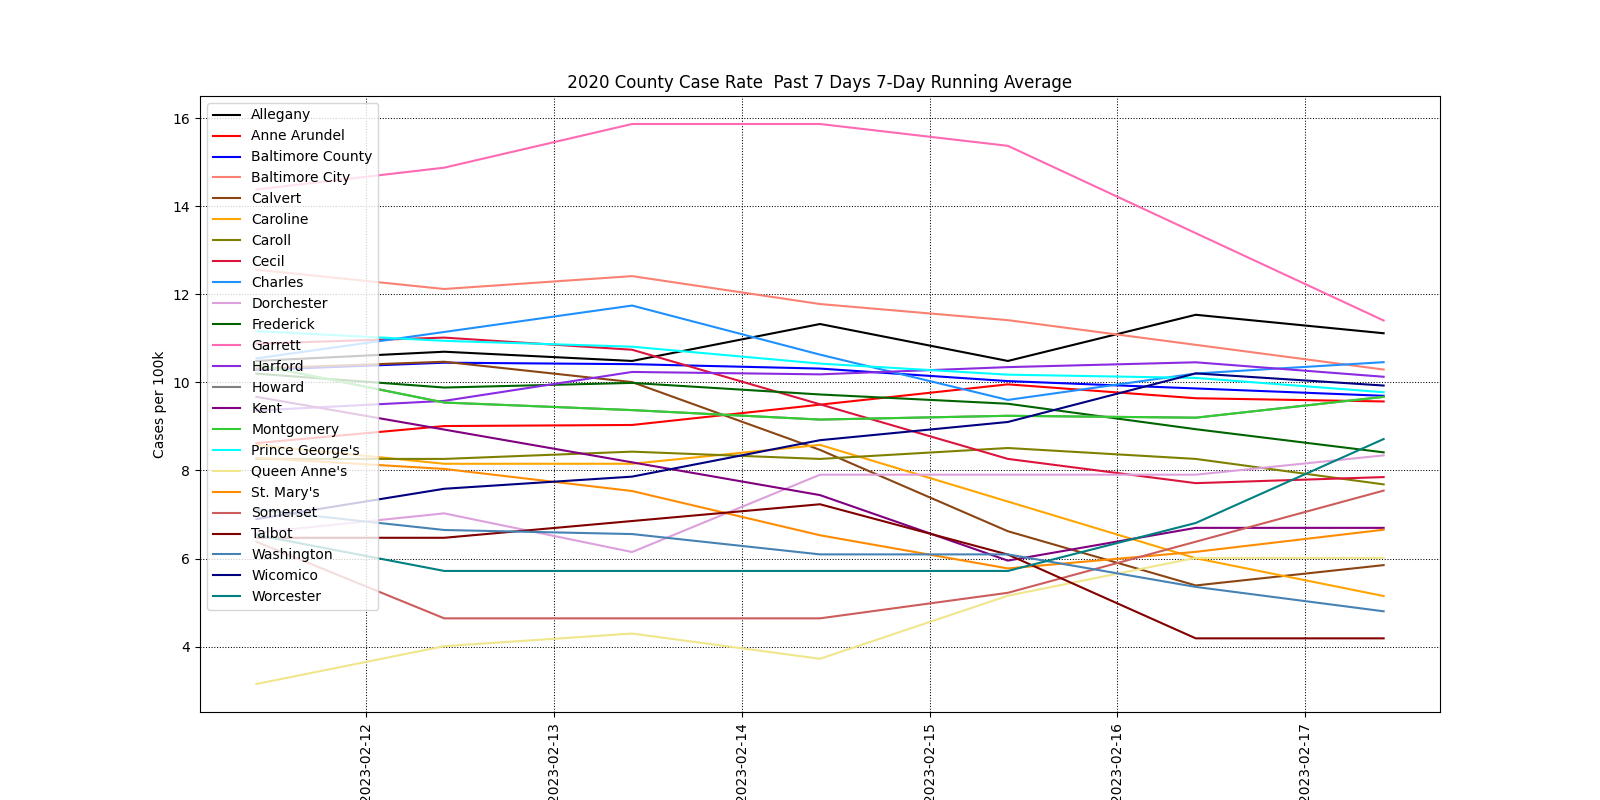 2020 County Case Rate  Past 7 Days 7-Day Running Average
Cases per 100k
16
14
12
10
8
6
4
Allegany
Anne Arundel
Baltimore County
Baltimore City
Calvert
Caroline
Caroll
Cecil
Charles
Dorchester
Frederick
Garrett
Harford
Howard
Kent
Montgomery
Prince George's
Queen Anne's
St. Mary's
Somerset
Talbot
Washington
Wicomico
Worcester
2023-02-12
2023-02-13
2023-02-14
2023-02-15
2023-02-16
2023-02-17